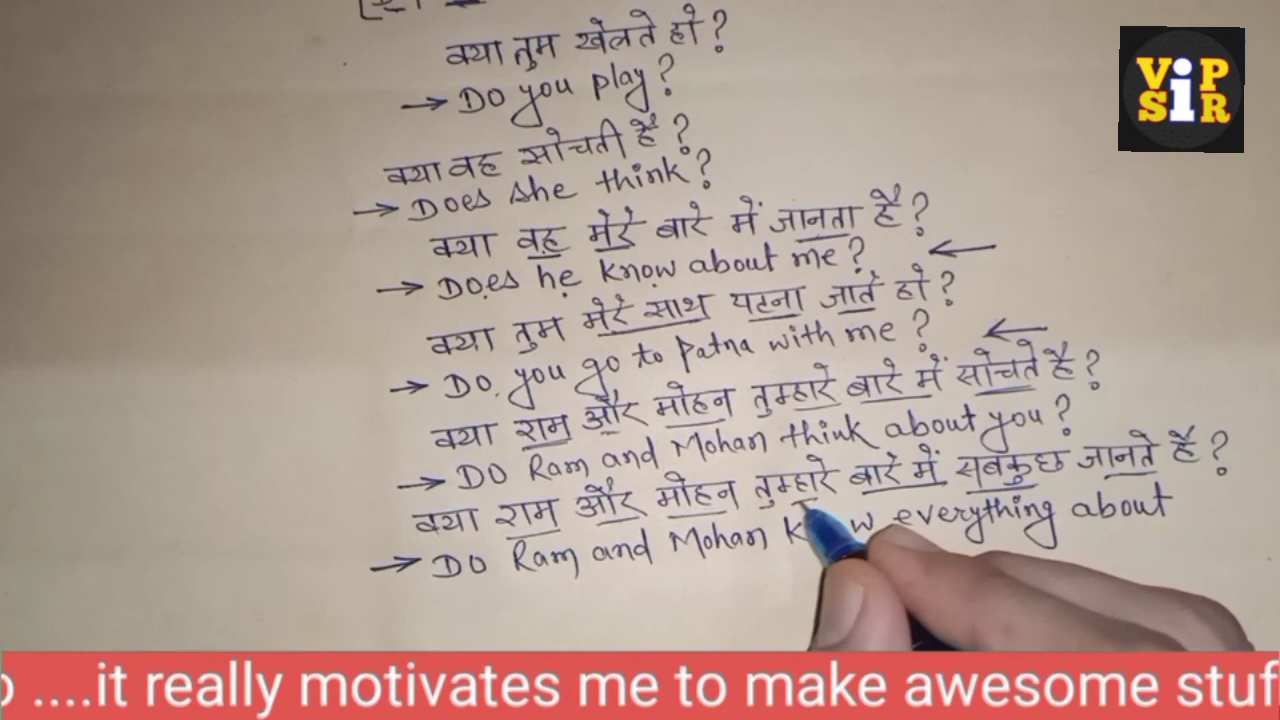 क्या तुम खेलते हो?
→ Do you play?
क्या वह सोचती है?
→ Does she think?
क्या वह मेरे बारे में जानता है?
→ Does he know about me? ←
क्या तुम मेरे साथ पटना जाते हो?
→ Do you go to Patna with me? ←
क्या राम और मोहन तुम्हारे बारे में सोचते है?
→ Do Ram and Mohan think about you?
क्या राम और मोहन तुम्हारे बारे में सबकुछ जानते है?
→ Do Ram and Mohan know everything about
ViP
SiR
....it really motivates me to make awesome stuf